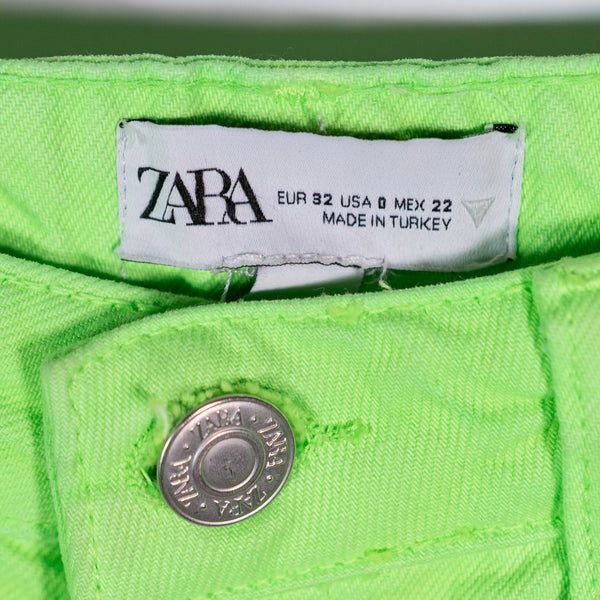 ZARA
EUR 32 USA 0 MEX 22
MADE IN TURKEY
ZARA • ZARA • ZARA • ZARA •